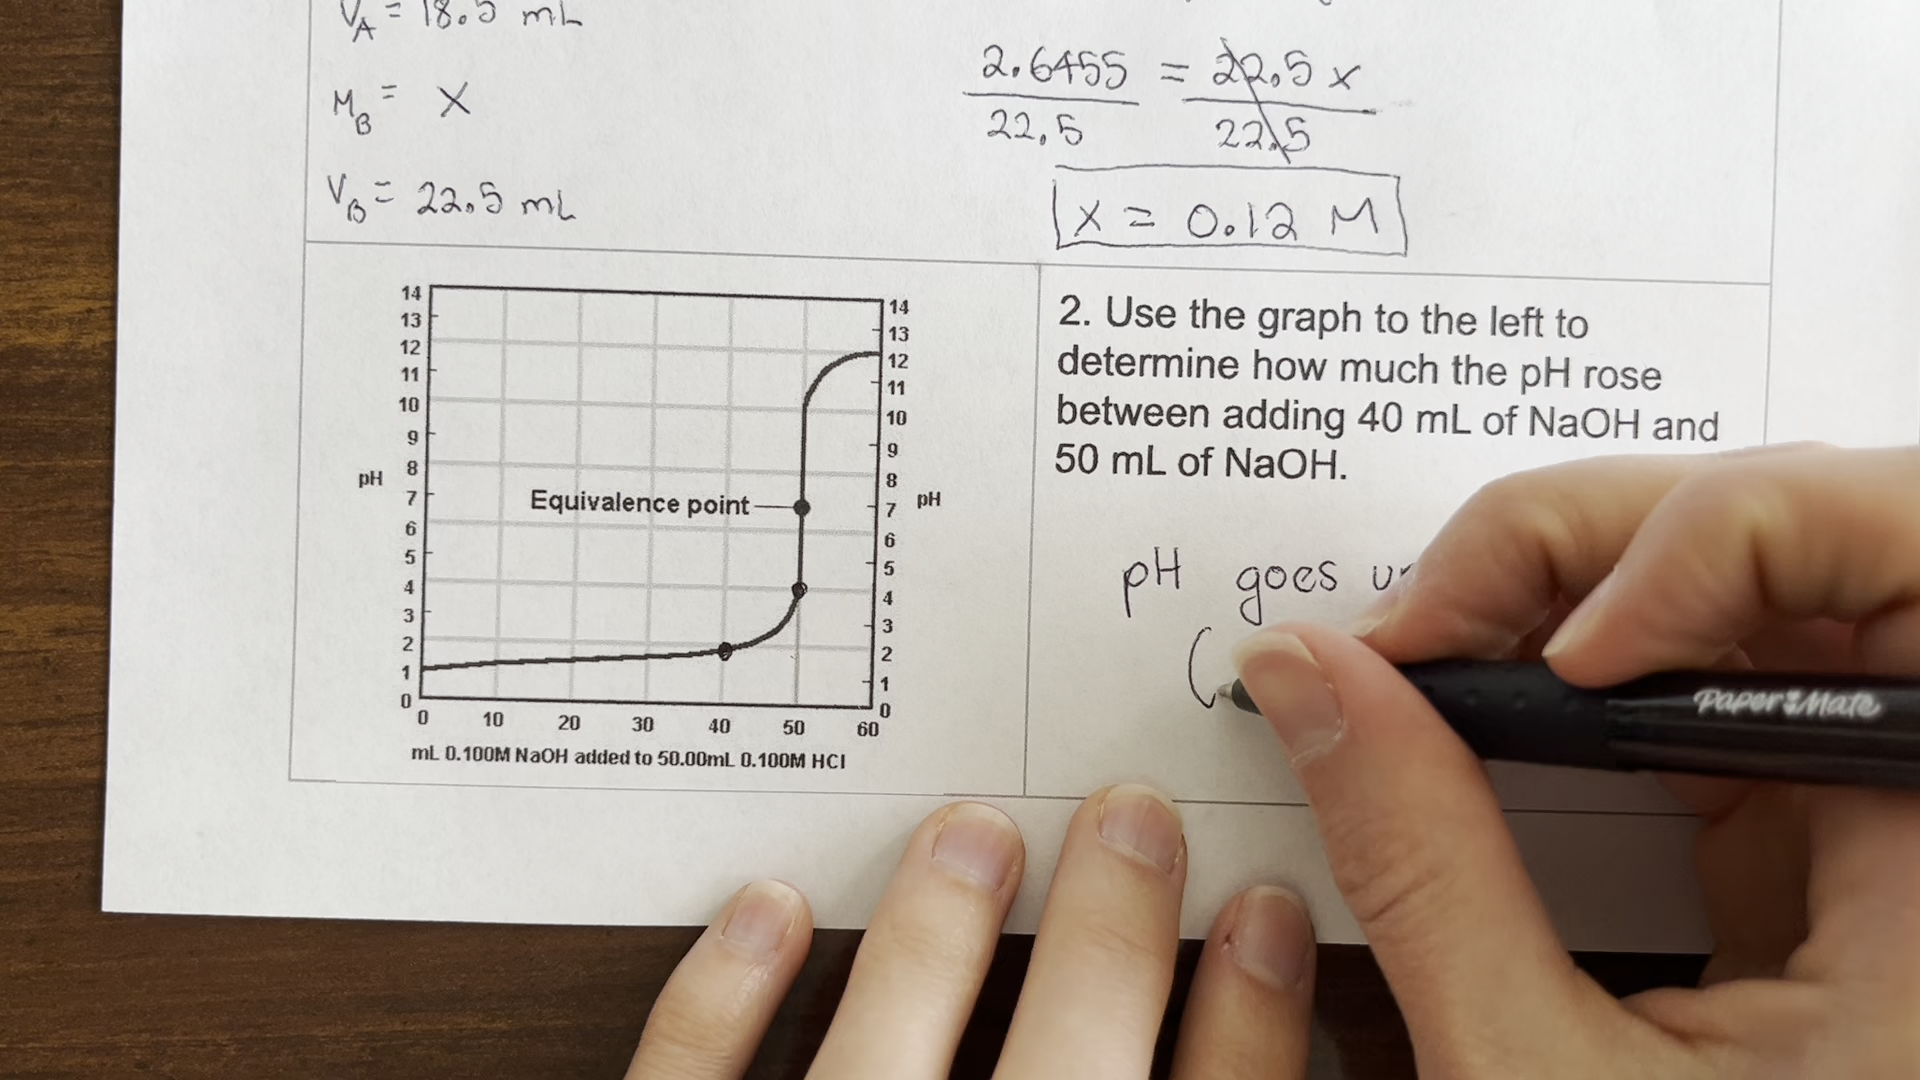 V_A = 18.5 mL
M_B = X
V_B = 22.5 mL
2.6455 = 22.5 x
22.5 22.5
x = 0.12 M
14 14
13 13
12 12
11 11
10 10
9 9
8 8
pH 7 Equivalence point 7 pH
6 6
5 5
4 4
3 3
2 2
1 1
0 0
0 10 20 30 40 50 60
mL 0.100M NaOH added to 50.00mL 0.100M HCl
2. Use the graph to the left to
determine how much the pH rose
between adding 40 mL of NaOH and
50 mL of NaOH.
pH goes
(
Paper Mate